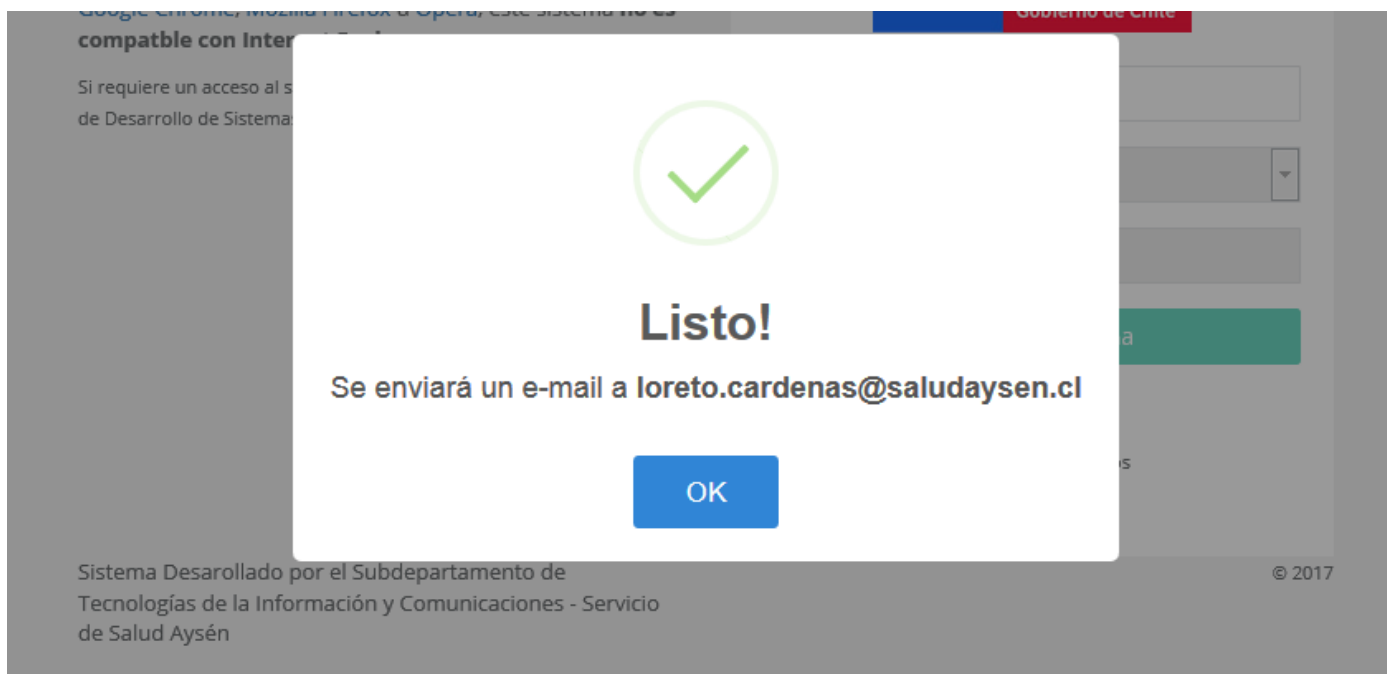 Google Chrome, Mozilla Firefox u Opera, este sistema no es
compatble con Inter
Gobierno de Chile
Si requiere un acceso al s
de Desarrollo de Sistema
Listo!
Se enviará un e-mail a loreto.cardenas@saludaysen.cl
OK
a
os
Sistema Desarollado por el Subdepartamento de
Tecnologías de la Información y Comunicaciones - Servicio
de Salud Aysén
© 2017